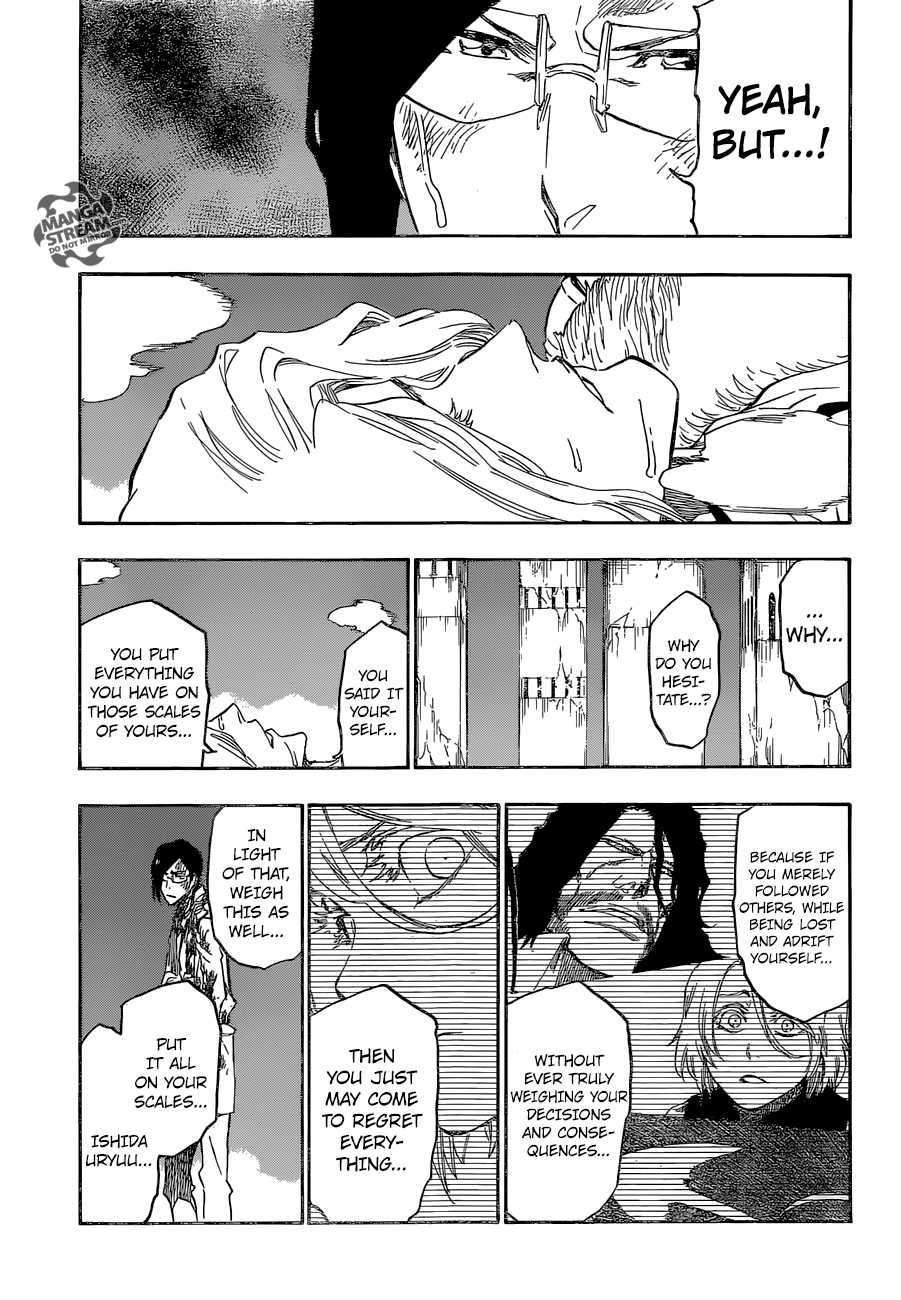 YEAH,
BUT...!
MANGA
STREAM
DO NOT MIRROR
...
WHY...
WHY
DO YOU
HESI-
TATE...?
YOU
SAID IT
YOUR-
SELF...
YOU PUT
EVERYTHING
YOU HAVE ON
THOSE SCALES
OF YOURS...
BECAUSE IF
YOU MERELY
FOLLOWED
OTHERS, WHILE
BEING LOST
AND ADRIFT
YOURSELF...
WITHOUT
EVER TRULY
WEIGHING YOUR
DECISIONS
AND CONSE-
QUENCES...
THEN
YOU JUST
MAY COME
TO REGRET
EVERY-
THING...
IN
LIGHT
OF THAT,
WEIGH
THIS AS
WELL...
PUT
IT ALL
ON YOUR
SCALES...
ISHIDA
URYUU...